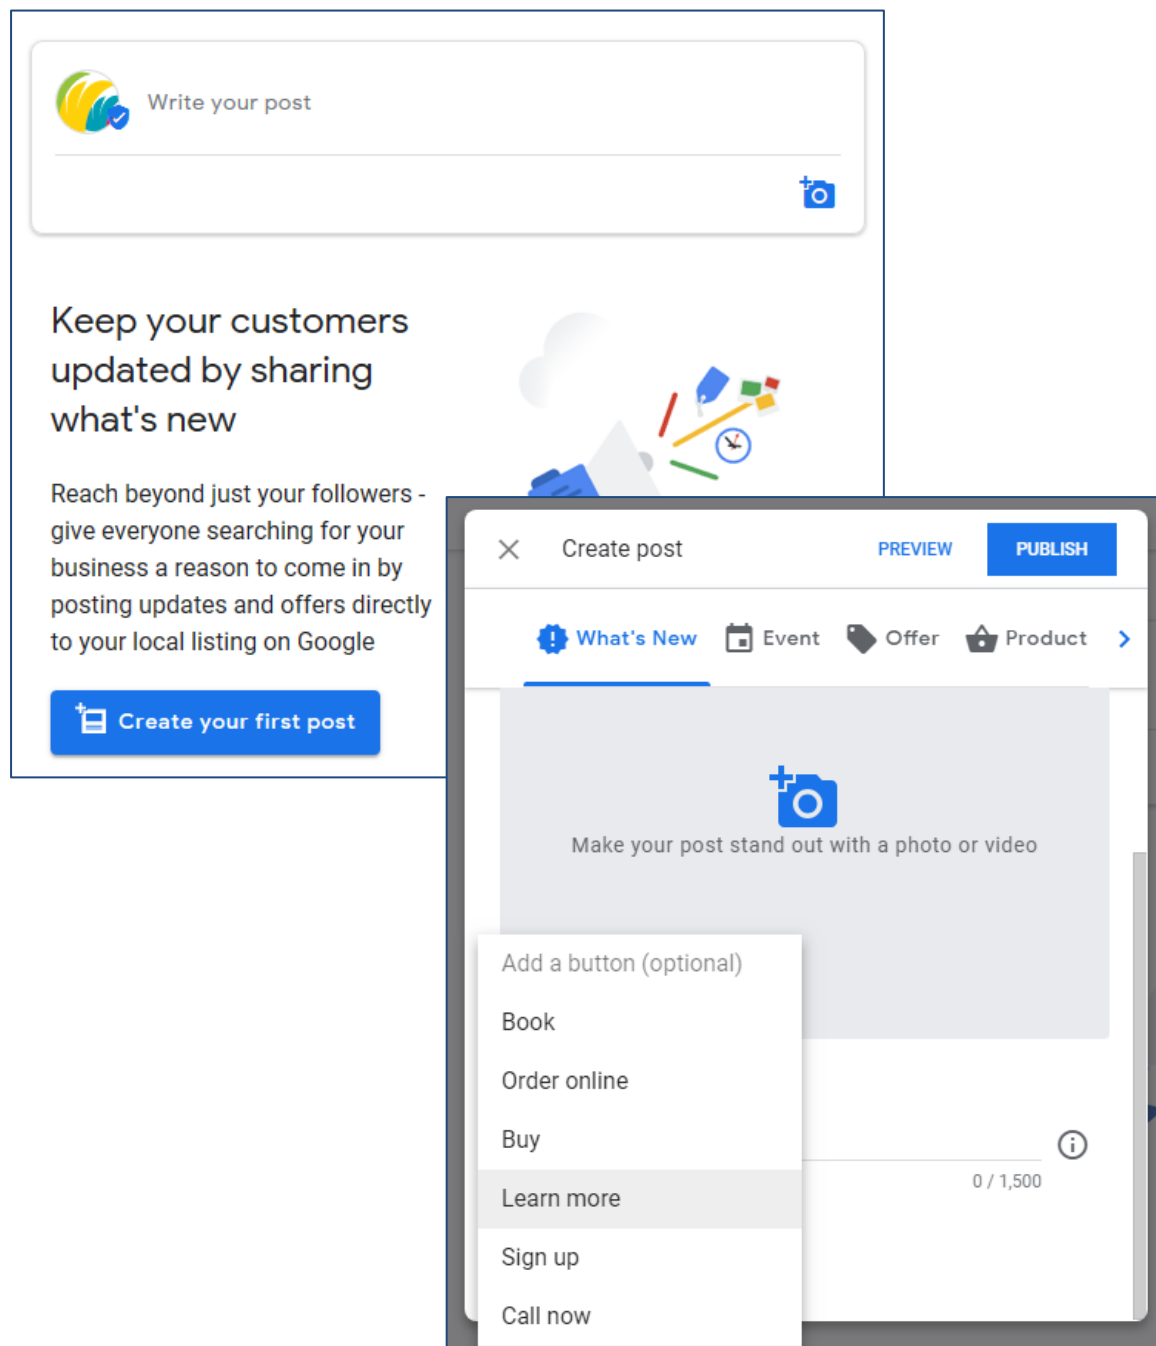 Write your post
Keep your customers
updated by sharing
what's new
Reach beyond just your followers -
give everyone searching for your
business a reason to come in by
posting updates and offers directly
to your local listing on Google
Create your first post
Create post
PREVIEW
PUBLISH
What's New
Event
Offer
Product
Make your post stand out with a photo or video
Add a button (optional)
Book
Order online
Buy
0 / 1,500
Learn more
Sign up
Call now